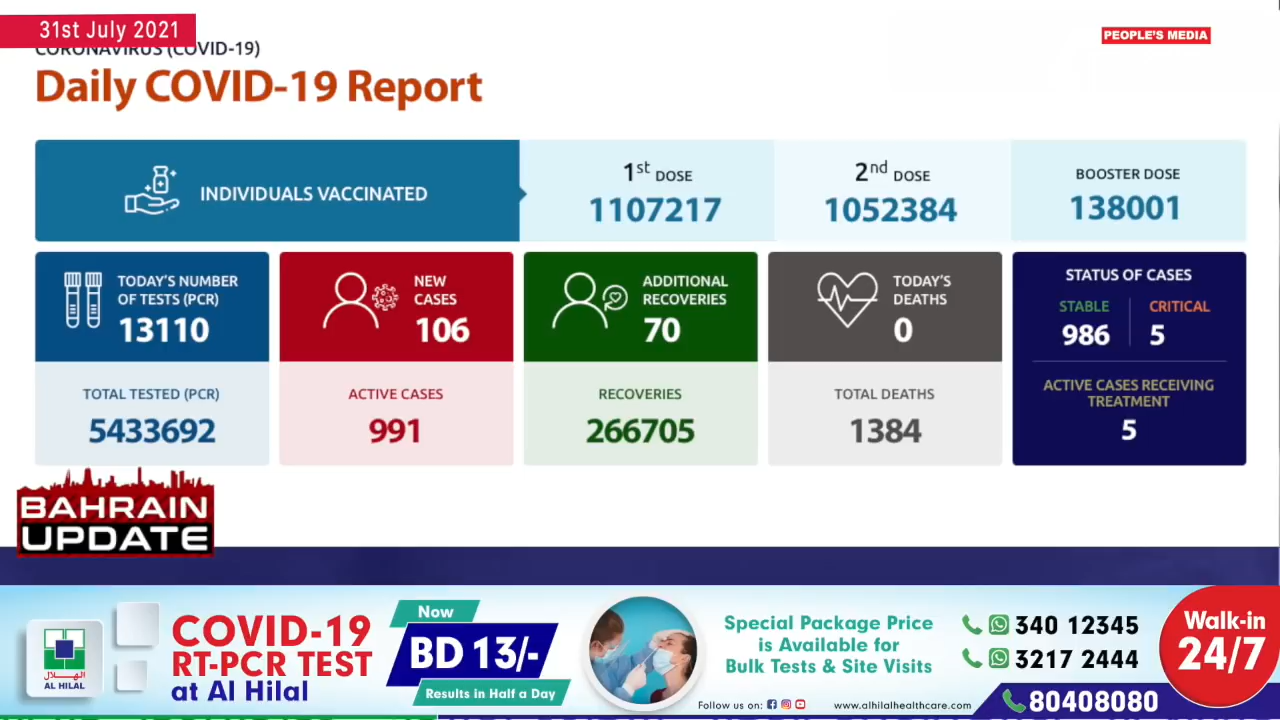 31st July 2021
PEOPLE'S MEDIA
CORONAVIRUS (COVID-19)
Daily COVID-19 Report
INDIVIDUALS VACCINATED
1st DOSE
1107217
2nd DOSE
1052384
BOOSTER DOSE
138001
TODAY'S NUMBER
OF TESTS (PCR)
13110
TOTAL TESTED (PCR)
5433692
NEW
CASES
106
ACTIVE CASES
991
ADDITIONAL
RECOVERIES
70
RECOVERIES
266705
TODAY'S
DEATHS
0
TOTAL DEATHS
1384
STATUS OF CASES
STABLE
986
CRITICAL
5
ACTIVE CASES RECEIVING
TREATMENT
5
BAHRAIN
UPDATE
الهلال
AL HILAL
COVID-19
RT-PCR TEST
at Al Hilal
Now
BD 13/-
Results in Half a Day
Special Package Price
is Available for
Bulk Tests & Site Visits
Follow us on:
www.alhilalhealthcare.com
340 12345
3217 2444
80408080
Walk-in
24/7